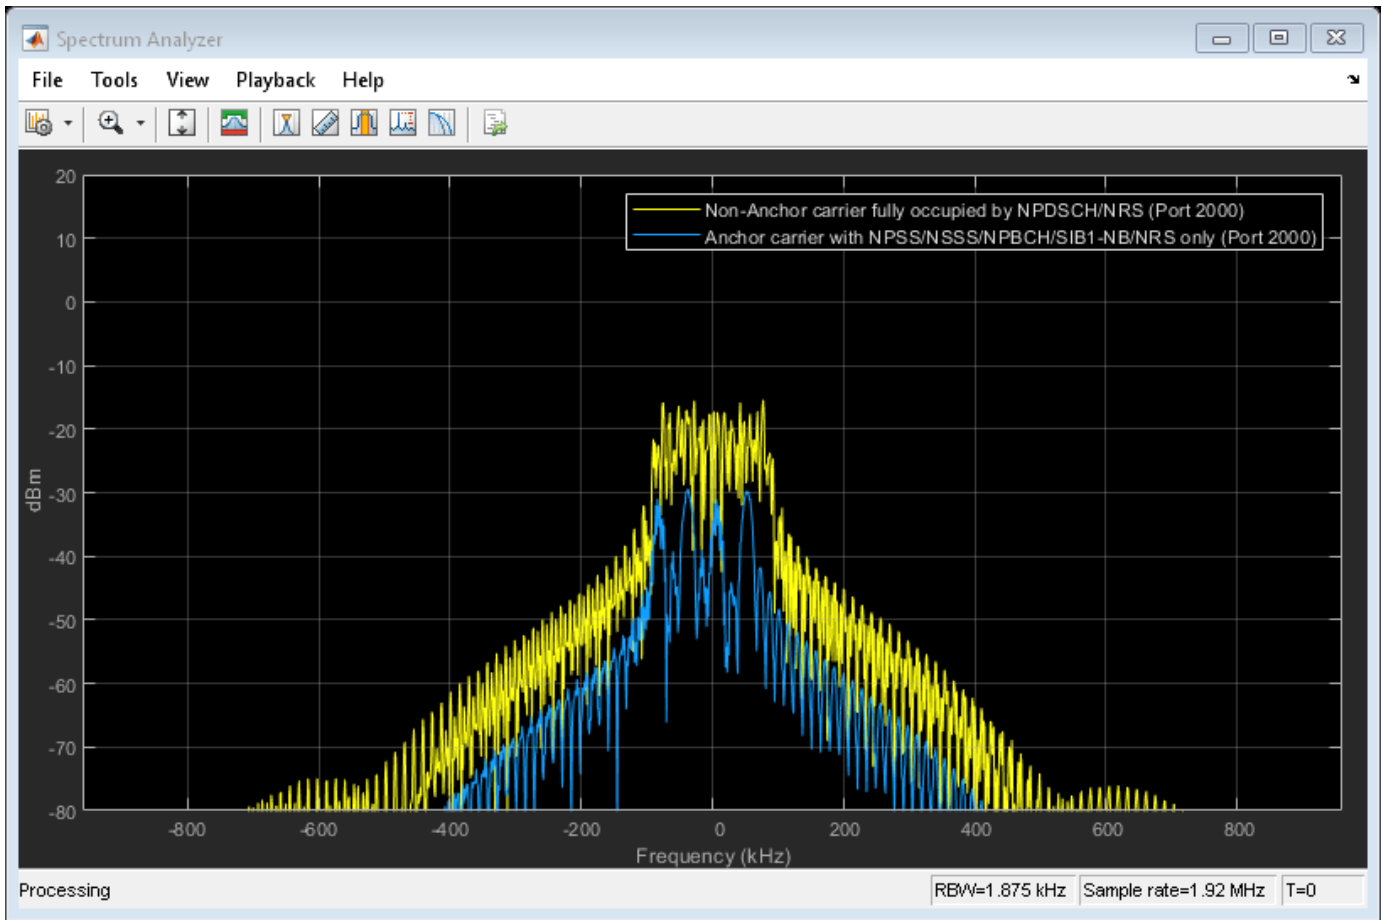 Spectrum Analyzer
File Tools View Playback Help
20
10
0
-10
-20
-30
-40
-50
-60
-70
-80
dBm
Non-Anchor carrier fully occupied by NPDSCH/NRS (Port 2000)
Anchor carrier with NPSS/NSSS/NPBCH/SIB1-NB/NRS only (Port 2000)
-800 -600 -400 -200 0 200 400 600 800
Frequency (kHz)
Processing RBW=1.875 kHz Sample rate=1.92 MHz T=0